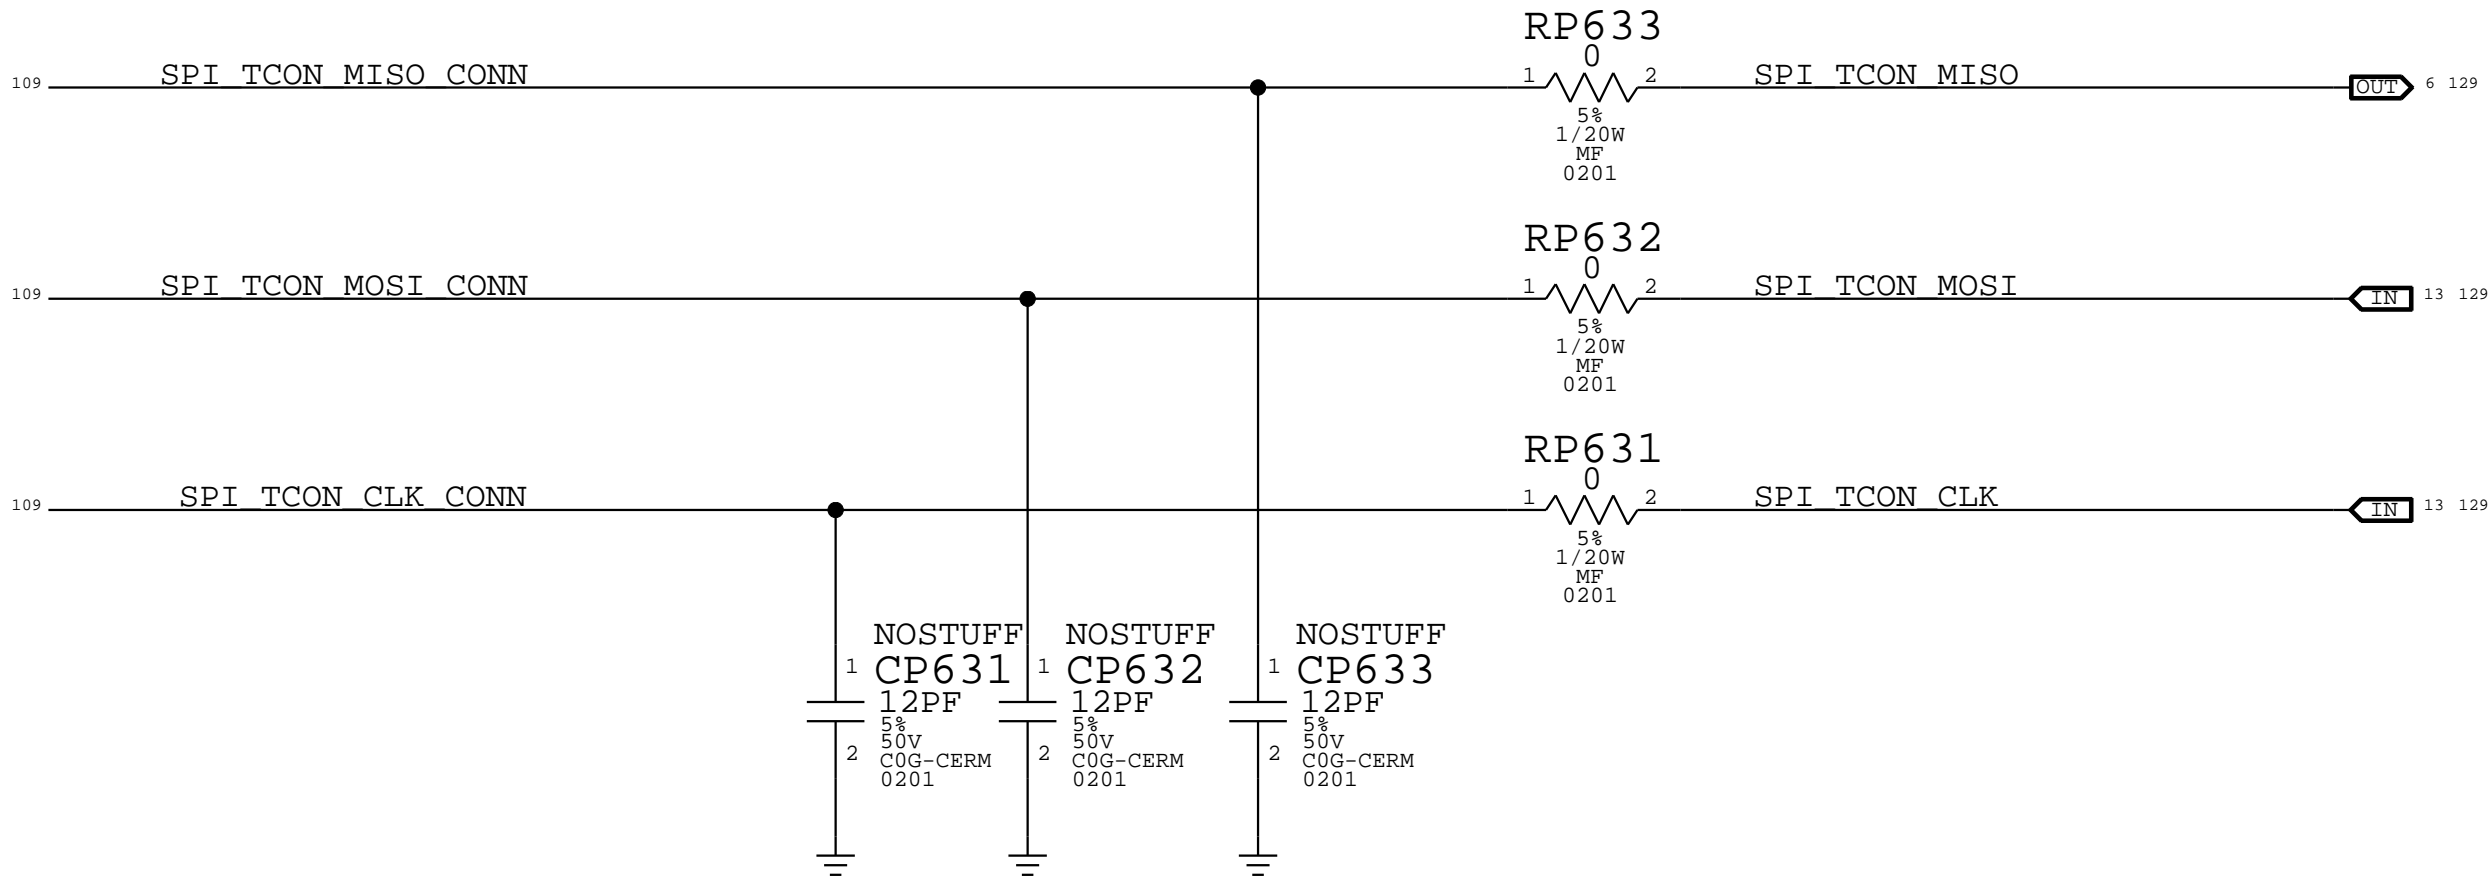 RP633
0
109 SPI_TCON_MISO_CONN 1 2 SPI_TCON_MISO OUT 6 129
5%
1/20W
MF
0201
RP632
0
109 SPI_TCON_MOSI_CONN 1 2 SPI_TCON_MOSI IN 13 129
5%
1/20W
MF
0201
RP631
0
109 SPI_TCON_CLK_CONN 1 2 SPI_TCON_CLK IN 13 129
5%
1/20W
MF
0201
NOSTUFF NOSTUFF NOSTUFF
1 CP631 1 CP632 1 CP633
12PF 12PF 12PF
5% 5% 5%
50V 50V 50V
2 C0G-CERM 2 C0G-CERM 2 C0G-CERM
0201 0201 0201